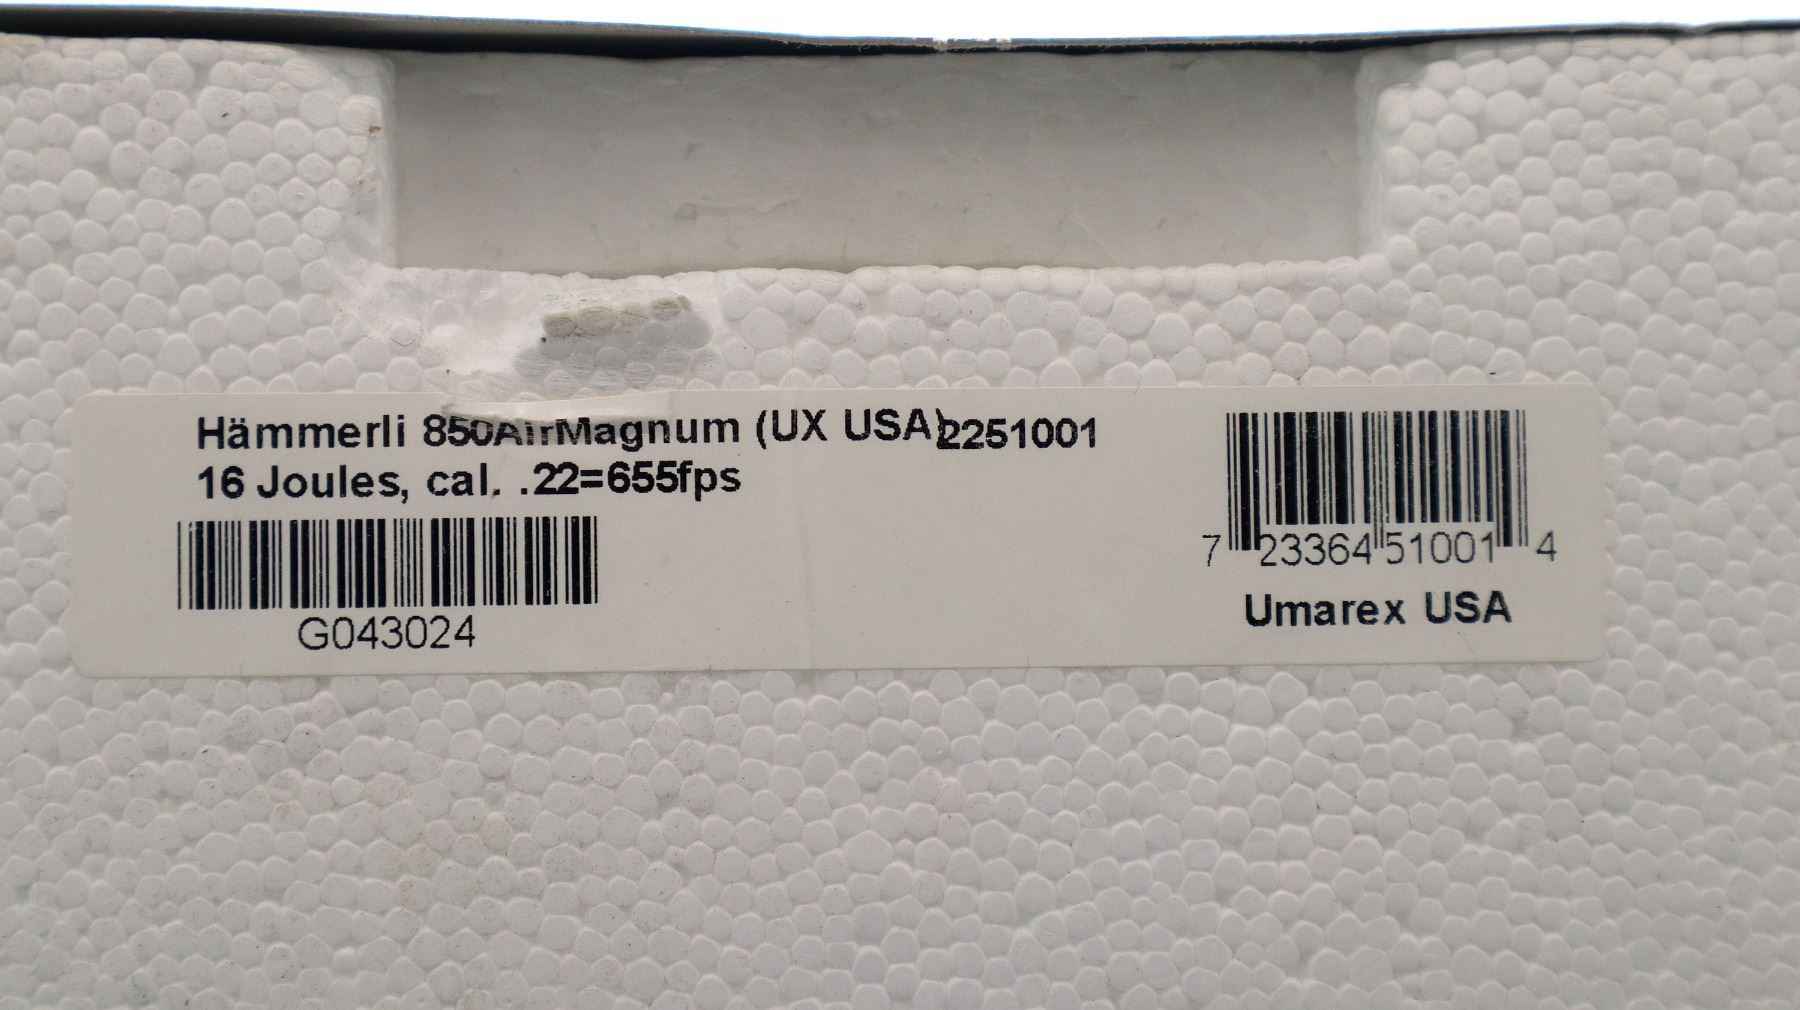 Hämmerli 850AirMagnum (UX USA)2251001
16 Joules, cal. .22=655fps
G043024
7 23364 51001 4
Umarex USA